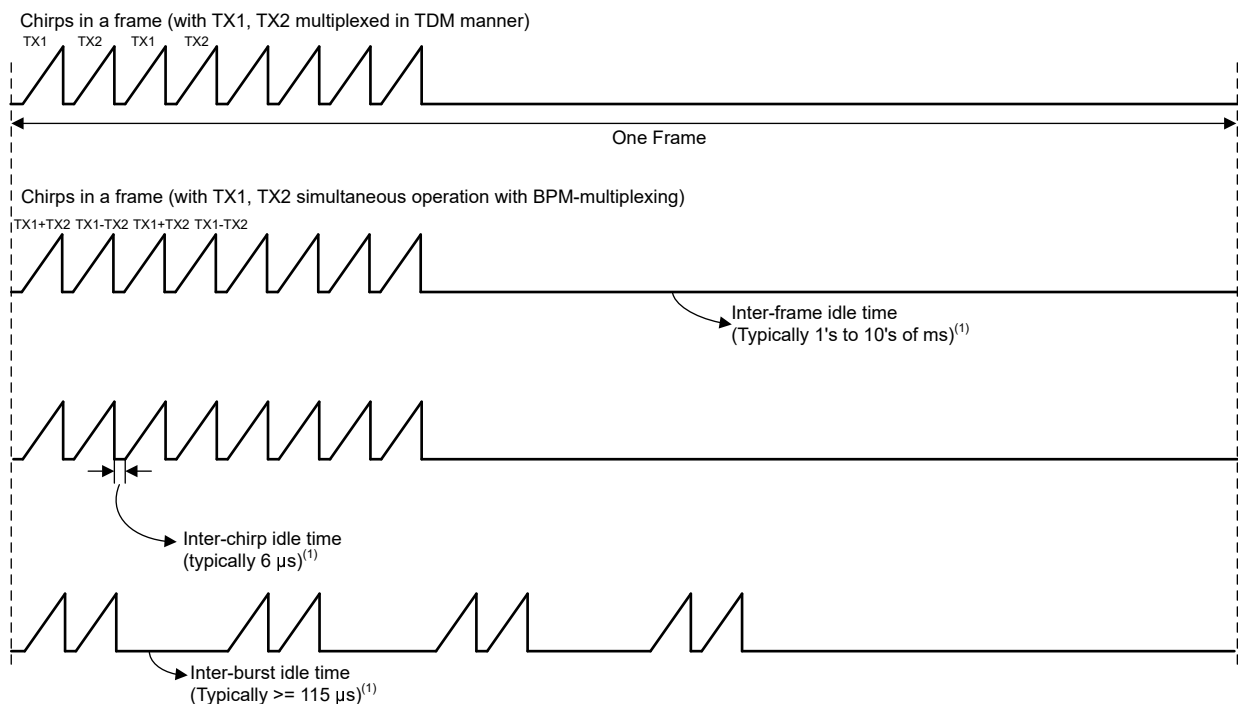 Chirps in a frame (with TX1, TX2 multiplexed in TDM manner)
TX1 TX2 TX1 TX2
One Frame
Chirps in a frame (with TX1, TX2 simultaneous operation with BPM-multiplexing)
TX1+TX2 TX1-TX2 TX1+TX2 TX1-TX2
Inter-frame idle time
(Typically 1's to 10's of ms)(1)
Inter-chirp idle time
(typically 6 µs)(1)
Inter-burst idle time
(Typically >= 115 µs)(1)